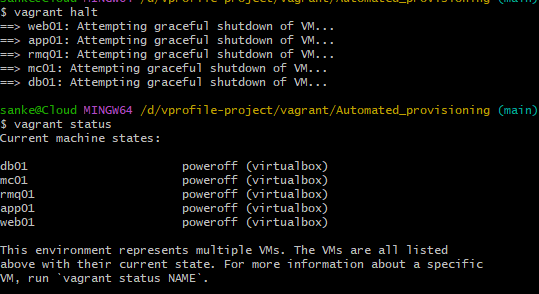 sanke@Cloud MINGW64 /d/vprofile-project/vagrant/Automated_provisioning (main)
$ vagrant halt
==> web01: Attempting graceful shutdown of VM...
==> app01: Attempting graceful shutdown of VM...
==> rmq01: Attempting graceful shutdown of VM...
==> mc01: Attempting graceful shutdown of VM...
==> db01: Attempting graceful shutdown of VM...
sanke@Cloud MINGW64 /d/vprofile-project/vagrant/Automated_provisioning (main)
$ vagrant status
Current machine states:
db01 poweroff (virtualbox)
mc01 poweroff (virtualbox)
rmq01 poweroff (virtualbox)
app01 poweroff (virtualbox)
web01 poweroff (virtualbox)
This environment represents multiple VMs. The VMs are all listed
above with their current state. For more information about a specific
VM, run `vagrant status NAME`.